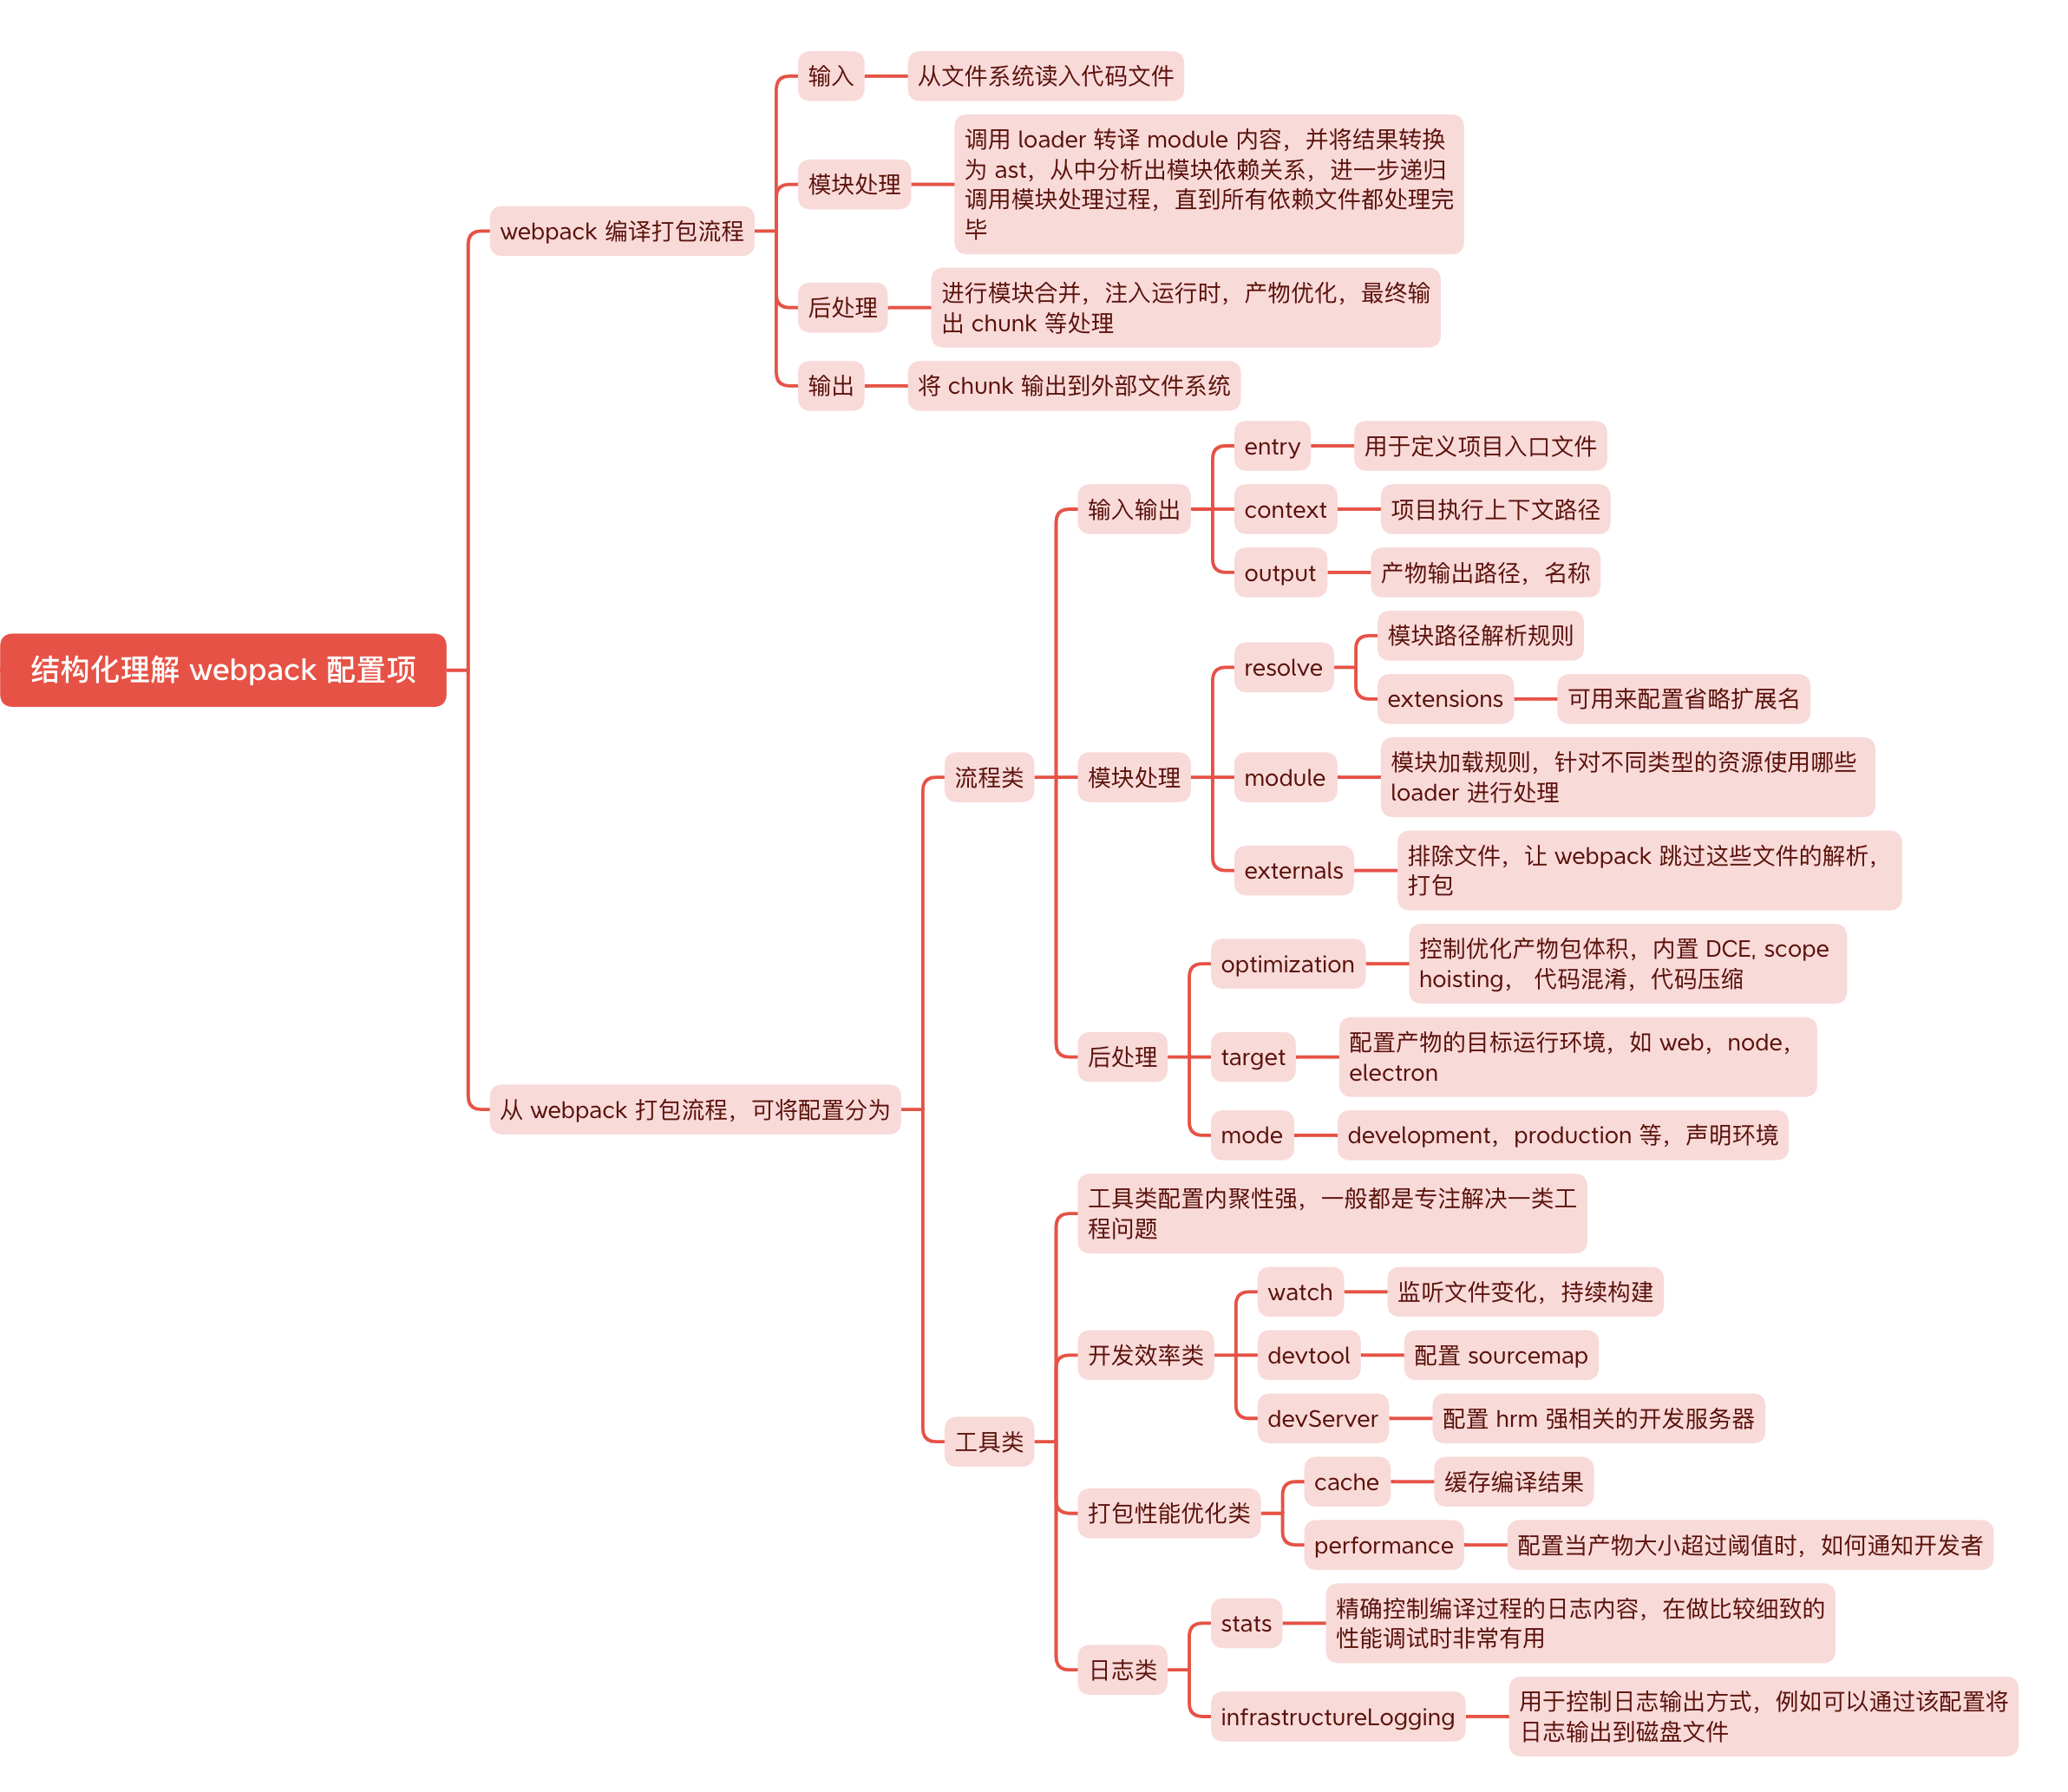 结构化理解 webpack 配置项
webpack 编译打包流程
输入
从文件系统读入代码文件
模块处理
调用 loader 转译 module 内容，并将结果转换
为 ast，从中分析出模块依赖关系，进一步递归
调用模块处理过程，直到所有依赖文件都处理完
毕
后处理
进行模块合并，注入运行时，产物优化，最终输
出 chunk 等处理
输出
将 chunk 输出到外部文件系统
从 webpack 打包流程，可将配置分为
流程类
输入输出
entry
用于定义项目入口文件
context
项目执行上下文路径
output
产物输出路径，名称
模块处理
resolve
模块路径解析规则
extensions
可用来配置省略扩展名
module
模块加载规则，针对不同类型的资源使用哪些
loader 进行处理
externals
排除文件，让 webpack 跳过这些文件的解析，
打包
后处理
optimization
控制优化产物包体积，内置 DCE, scope
hoisting， 代码混淆，代码压缩
target
配置产物的目标运行环境，如 web，node，
electron
mode
development，production 等，声明环境
工具类
工具类配置内聚性强，一般都是专注解决一类工
程问题
开发效率类
watch
监听文件变化，持续构建
devtool
配置 sourcemap
devServer
配置 hrm 强相关的开发服务器
打包性能优化类
cache
缓存编译结果
performance
配置当产物大小超过阈值时，如何通知开发者
日志类
stats
精确控制编译过程的日志内容，在做比较细致的
性能调试时非常有用
infrastructureLogging
用于控制日志输出方式，例如可以通过该配置将
日志输出到磁盘文件